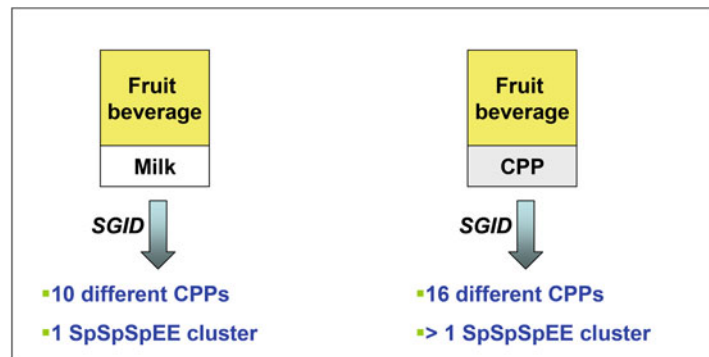 Fruit
beverage
Milk
SGID
▪10 different CPPs
▪1 SpSpSpEE cluster
Fruit
beverage
CPP
SGID
▪16 different CPPs
▪> 1 SpSpSpEE cluster